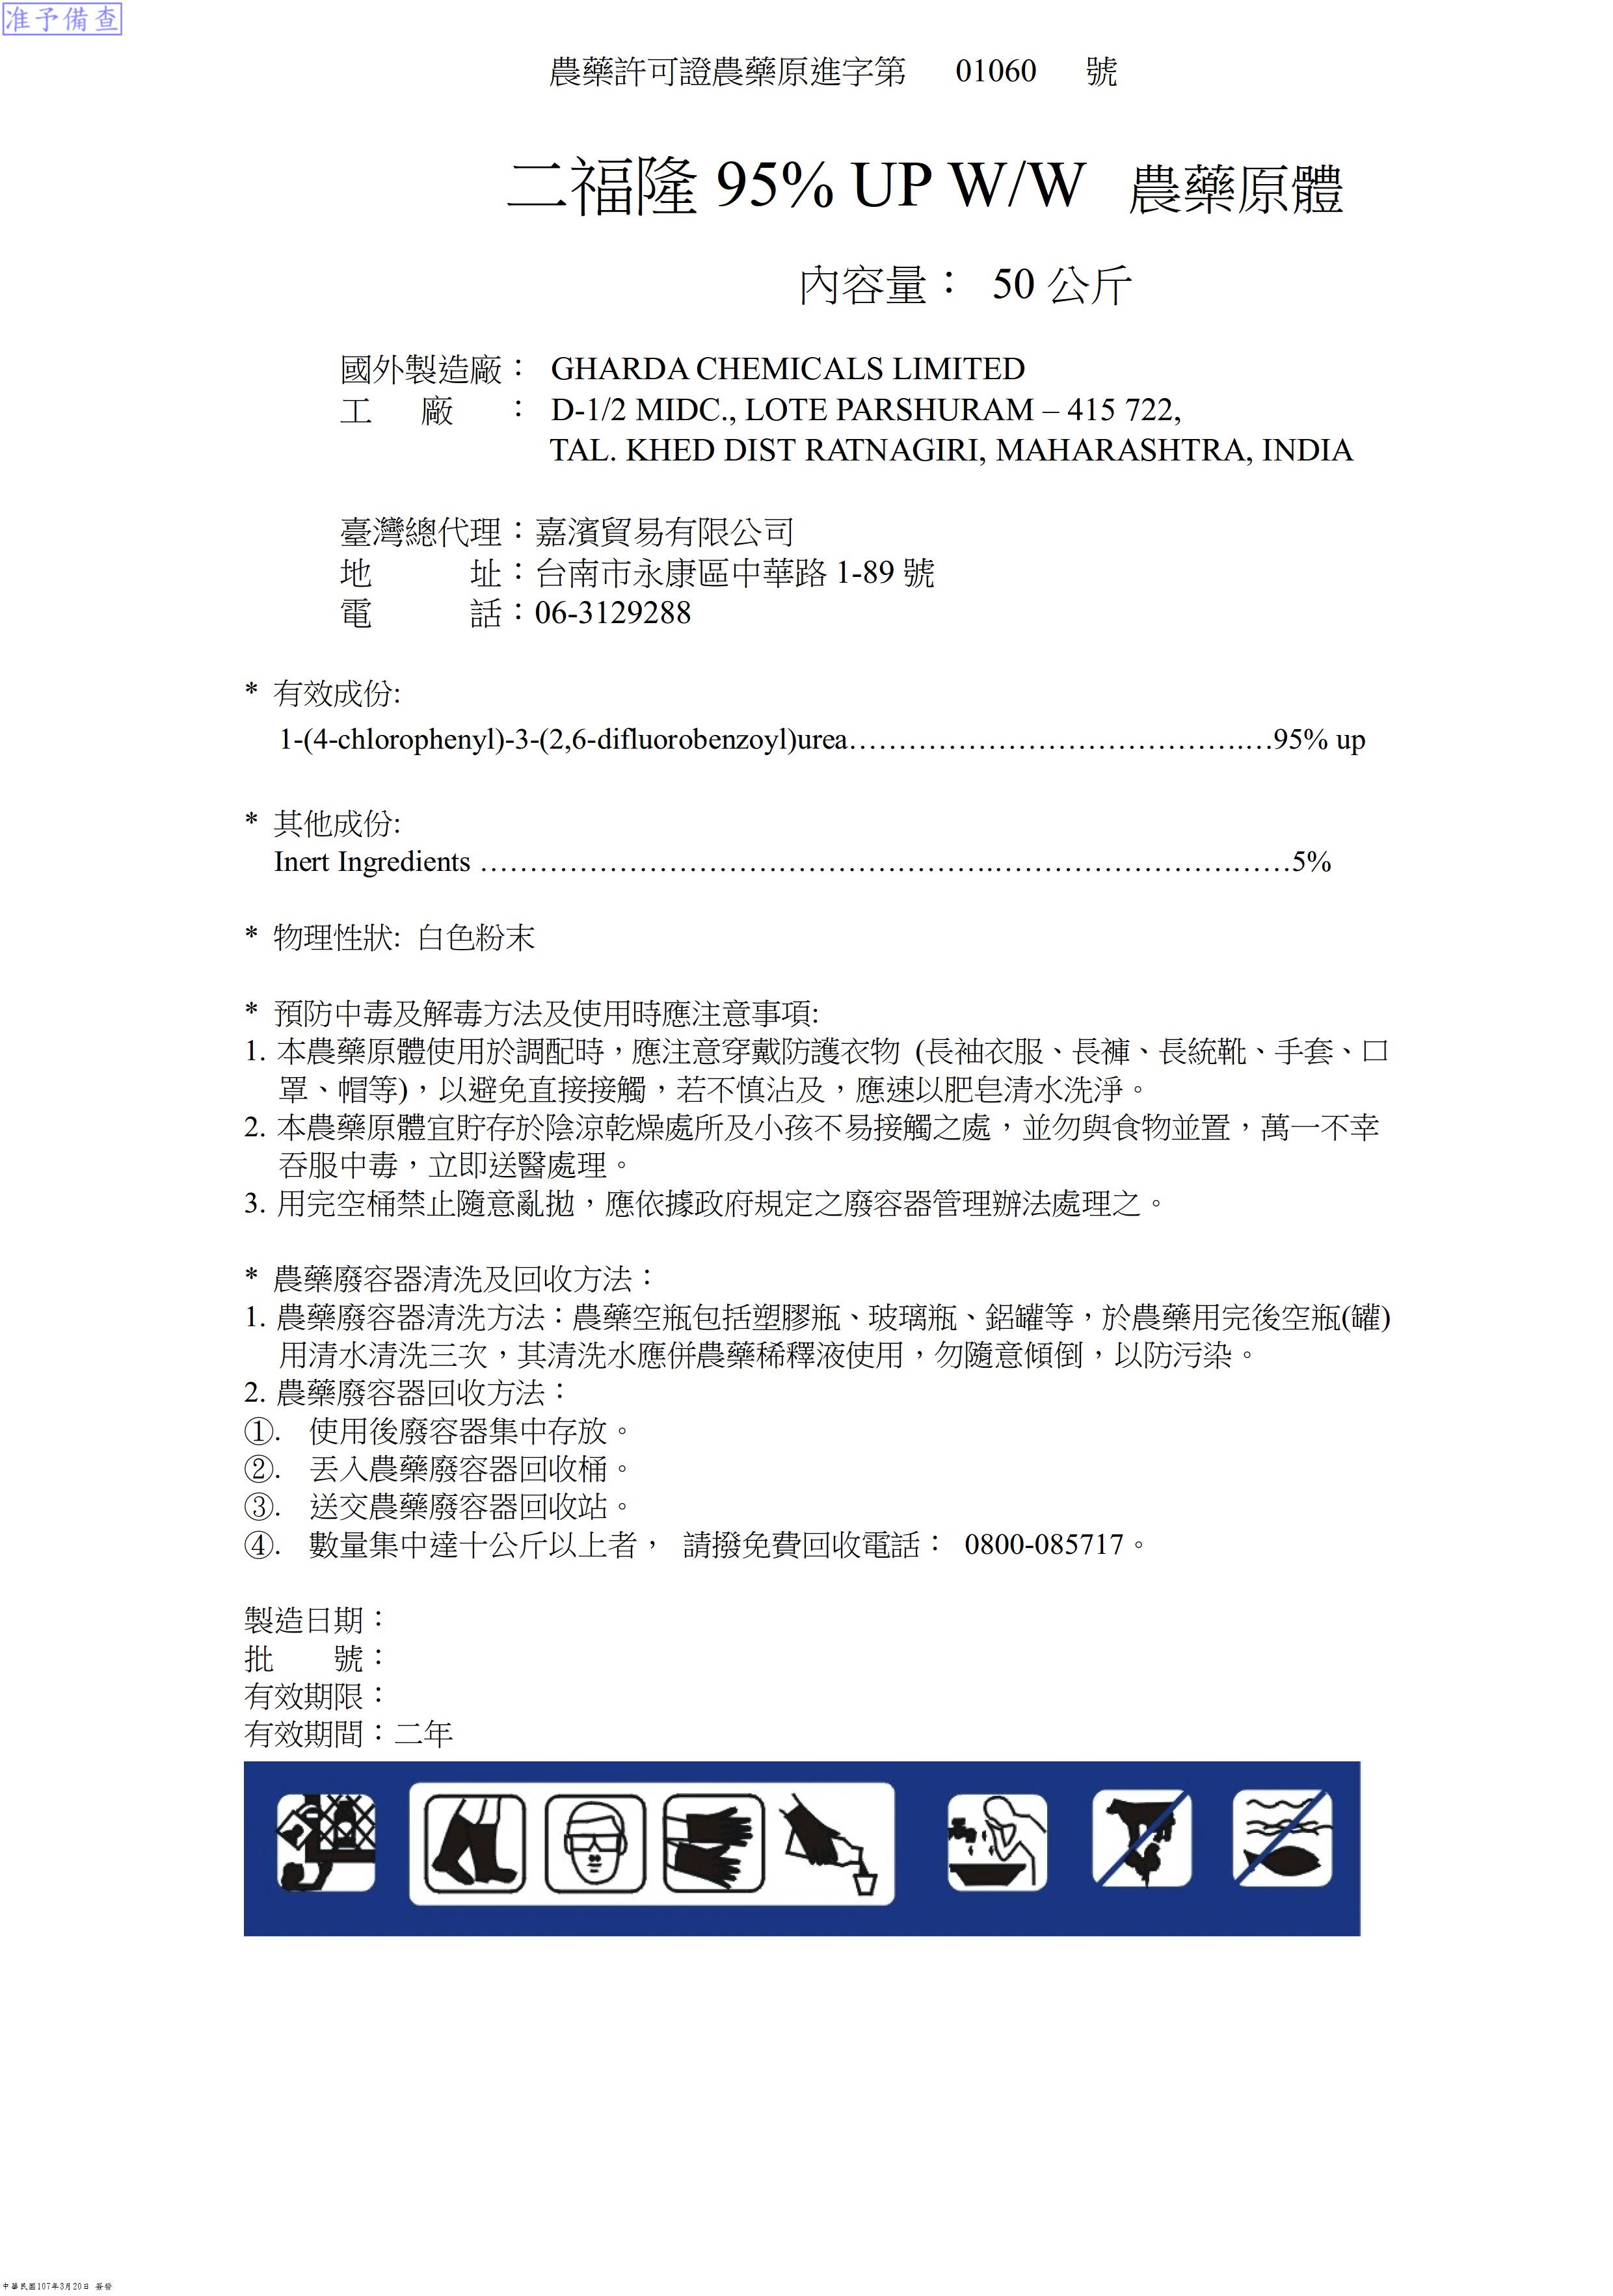 准予備查
農藥許可證農藥原進字第 01060 號
二福隆 95% UP W/W 農藥原體
內容量： 50 公斤
國外製造廠： GHARDA CHEMICALS LIMITED
工 廠 ： D-1/2 MIDC., LOTE PARSHURAM – 415 722,
TAL. KHED DIST RATNAGIRI, MAHARASHTRA, INDIA
臺灣總代理：嘉濱貿易有限公司
地 址：台南市永康區中華路 1-89 號
電 話：06-3129288
* 有效成份:
1-(4-chlorophenyl)-3-(2,6-difluorobenzoyl)urea……………………………………95% up
* 其他成份:
Inert Ingredients ………………………………………………………………………5%
* 物理性狀: 白色粉末
* 預防中毒及解毒方法及使用時應注意事項:
1. 本農藥原體使用於調配時，應注意穿戴防護衣物 (長袖衣服、長褲、長統靴、手套、口
罩、帽等)，以避免直接接觸，若不慎沾及，應速以肥皂清水洗淨。
2. 本農藥原體宜貯存於陰涼乾燥處所及小孩不易接觸之處，並勿與食物並置，萬一不幸
吞服中毒，立即送醫處理。
3. 用完空桶禁止隨意亂拋，應依據政府規定之廢容器管理辦法處理之。
* 農藥廢容器清洗及回收方法：
1. 農藥廢容器清洗方法：農藥空瓶包括塑膠瓶、玻璃瓶、鋁罐等，於農藥用完後空瓶(罐)
用清水清洗三次，其清洗水應併農藥稀釋液使用，勿隨意傾倒，以防污染。
2. 農藥廢容器回收方法：
①. 使用後廢容器集中存放。
②. 丟入農藥廢容器回收桶。
③. 送交農藥廢容器回收站。
④. 數量集中達十公斤以上者， 請撥免費回收電話： 0800-085717。
製造日期：
批 號：
有效期限：
有效期間：二年
中華民國107年3月20日 簽發